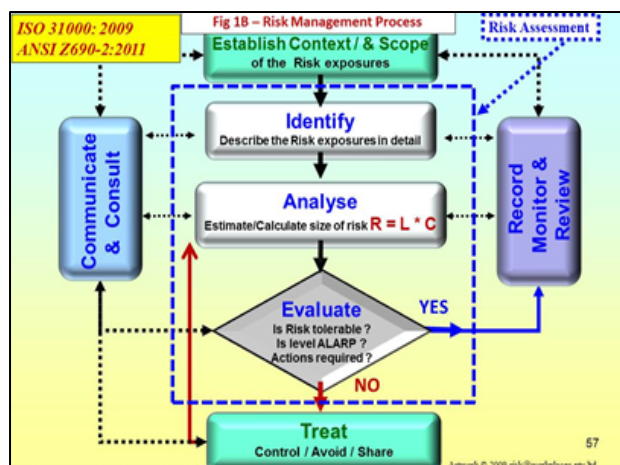 ISO 31000: 2009
ANSI Z690-2:2011
Fig 1B – Risk Management Process
Risk Assessment
Establish Context / & Scope
of the Risk exposures
Identify
Describe the Risk exposures in detail
Communicate
& Consult
Analyse
Estimate/Calculate size of risk R = L * C
Record
Monitor &
Review
Evaluate
Is Risk tolerable ?
Is level ALARP ?
Actions required ?
YES
NO
Treat
Control / Avoid / Share
57